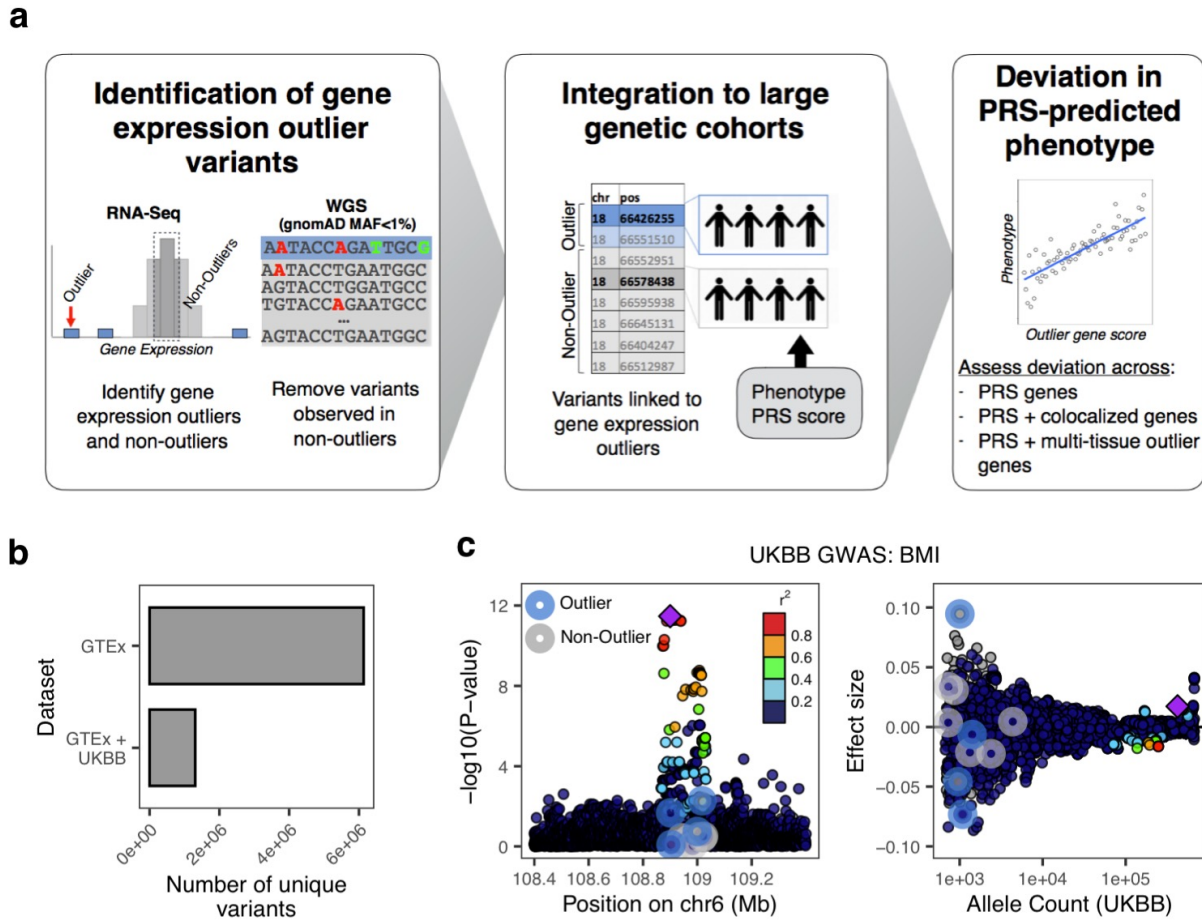 a
Identification of gene
expression outlier
variants
RNA-Seq
Outlier
Non-Outliers
Gene Expression
Identify gene
expression outliers
and non-outliers
WGS
(gnomAD MAF<1%)
AATACCAGATTGCG
AATACCTGAATGGC
AGTACCTGGATGCC
TGTACCAGAATGCC
...
AGTACCTGAATGGC
Remove variants
observed in
non-outliers
Integration to large
genetic cohorts
Outlier
Non-Outlier
chr pos
18 66426255
18 66551510
18 66552951
18 66578438
18 66595938
18 66645131
18 66404247
18 66512987
Variants linked to
gene expression
outliers
Phenotype
PRS score
Deviation in
PRS-predicted
phenotype
Phenotype
Outlier gene score
Assess deviation across:
- PRS genes
- PRS + colocalized genes
- PRS + multi-tissue outlier
genes
b
Dataset
GTEx
GTEx +
UKBB
0e+00
2e+06
4e+06
6e+06
Number of unique
variants
c
UKBB GWAS: BMI
−log10(P−value)
12
8
4
0
Outlier
Non-Outlier
r²
0.8
0.6
0.4
0.2
108.4 108.6 108.8 109 109.2
Position on chr6 (Mb)
Effect size
0.10
0.05
0.00
−0.05
−0.10
1e+03 1e+04 1e+05
Allele Count (UKBB)